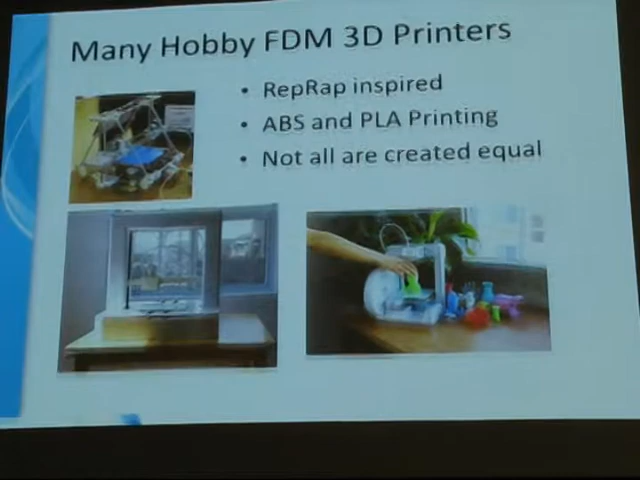 Many Hobby FDM 3D Printers
• RepRap inspired
• ABS and PLA Printing
• Not all are created equal